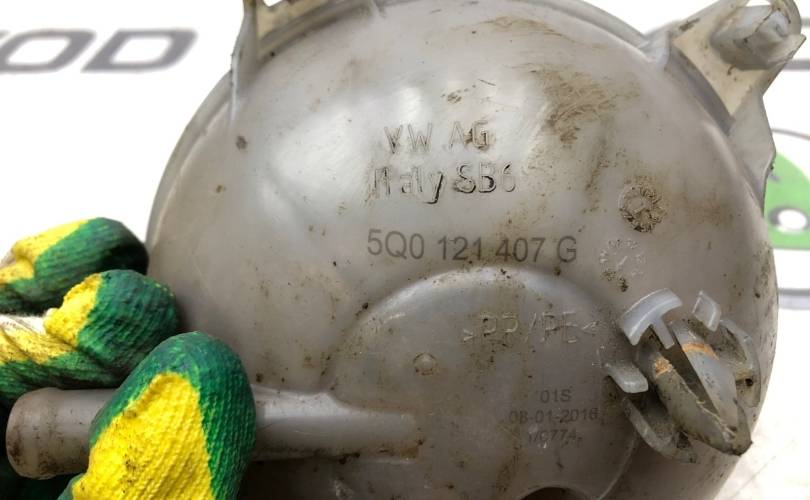 VW AG
Italy SB6
5Q0 121 407 G
>PP/PE<
01S
08-01-2016